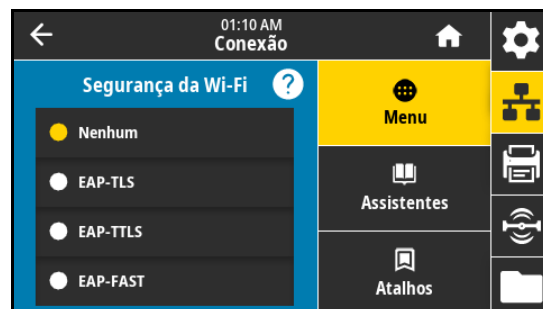 01:10 AM
Conexão
Segurança da Wi-Fi ?
Nenhum
EAP-TLS
EAP-TTLS
EAP-FAST
Menu
Assistentes
Atalhos